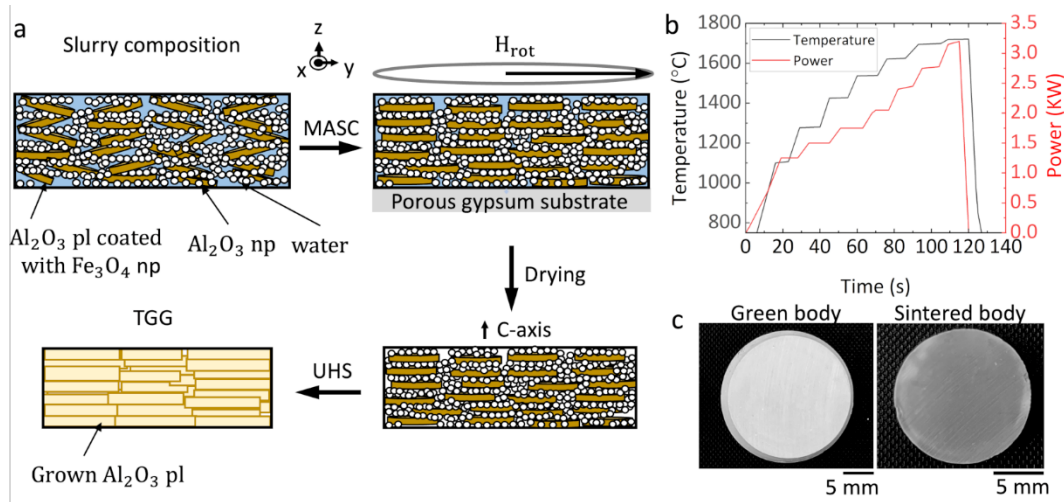 a
Slurry composition
z
x
y
H_rot
MASC
Porous gypsum substrate
Al₂O₃ pl coated
with Fe₃O₄ np
Al₂O₃ np
water
Drying
TGG
C-axis
UHS
Grown Al₂O₃ pl
b
1800
1600
1400
1200
1000
800
Temperature (°C)
Temperature
Power
3.5
3.0
2.5
2.0
1.5
1.0
0.5
0.0
Power (KW)
0 20 40 60 80 100 120 140
Time (s)
c
Green body
Sintered body
5 mm
5 mm